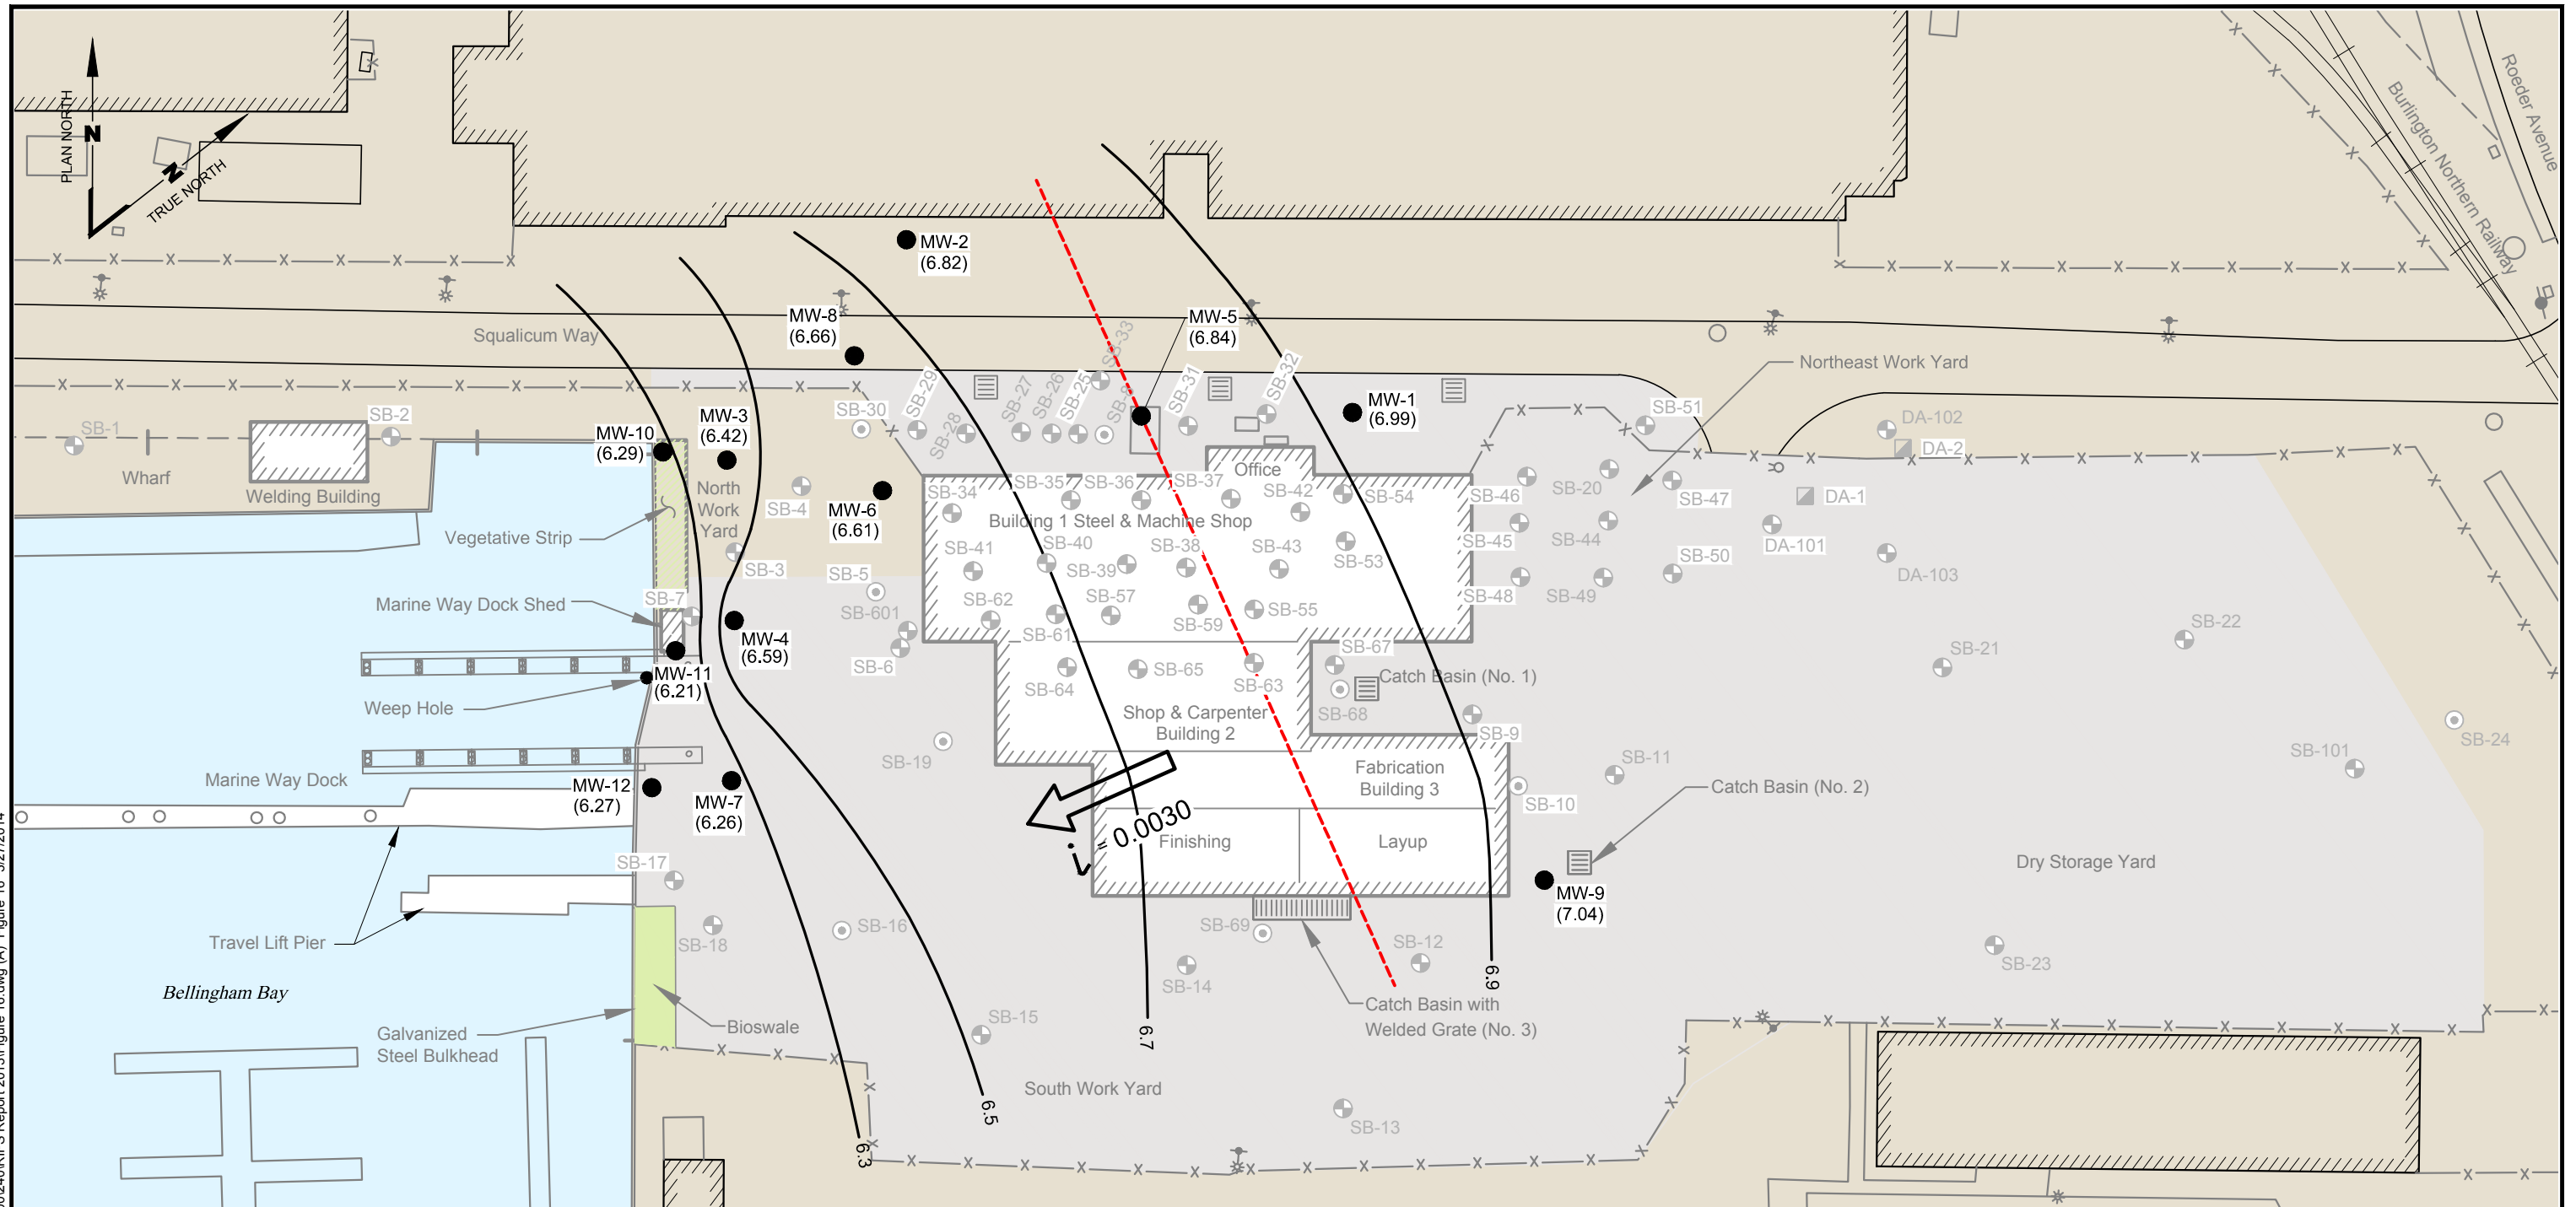 PLAN NORTH
N
N
TRUE NORTH
Roeder Avenue
Burlington Northern Railway
MW-2
(6.82)
MW-8
(6.66)
MW-5
(6.84)
Squalicum Way
SB-33
SB-32
SB-31
SB-29
SB-28
SB-27
SB-26
SB-25
SB-30
Northeast Work Yard
MW-1
(6.99)
SB-51
DA-102
DA-2
SB-1
SB-2
MW-10
(6.29)
MW-3
(6.42)
Wharf
Welding Building
North
Work
Yard
SB-4
MW-6
(6.61)
Office
SB-34
SB-35
SB-36
SB-37
SB-42
SB-54
SB-46
SB-20
SB-47
DA-1
Building 1 Steel & Machine Shop
Vegetative Strip
SB-41
SB-40
SB-39
SB-38
SB-43
SB-53
SB-45
SB-44
SB-50
DA-101
DA-103
SB-3
SB-5
Marine Way Dock Shed
SB-7
SB-601
SB-62
SB-57
SB-55
SB-59
SB-61
SB-48
SB-49
SB-22
SB-21
MW-4
(6.59)
SB-6
SB-64
SB-65
SB-63
SB-67
Catch Basin (No. 1)
MW-11
(6.21)
Weep Hole
SB-68
Shop & Carpenter
Building 2
SB-9
SB-24
SB-101
SB-19
SB-11
Marine Way Dock
MW-12
(6.27)
MW-7
(6.26)
Fabrication
Building 3
SB-10
Catch Basin (No. 2)
i = 0.0030
Finishing
Layup
Dry Storage Yard
SB-17
MW-9
(7.04)
SB-16
SB-69
SB-12
SB-18
Travel Lift Pier
SB-23
SB-14
6.9
Bellingham Bay
Catch Basin with
Welded Grate (No. 3)
SB-15
Bioswale
6.7
Galvanized
Steel Bulkhead
South Work Yard
6.5
SB-13
6.3